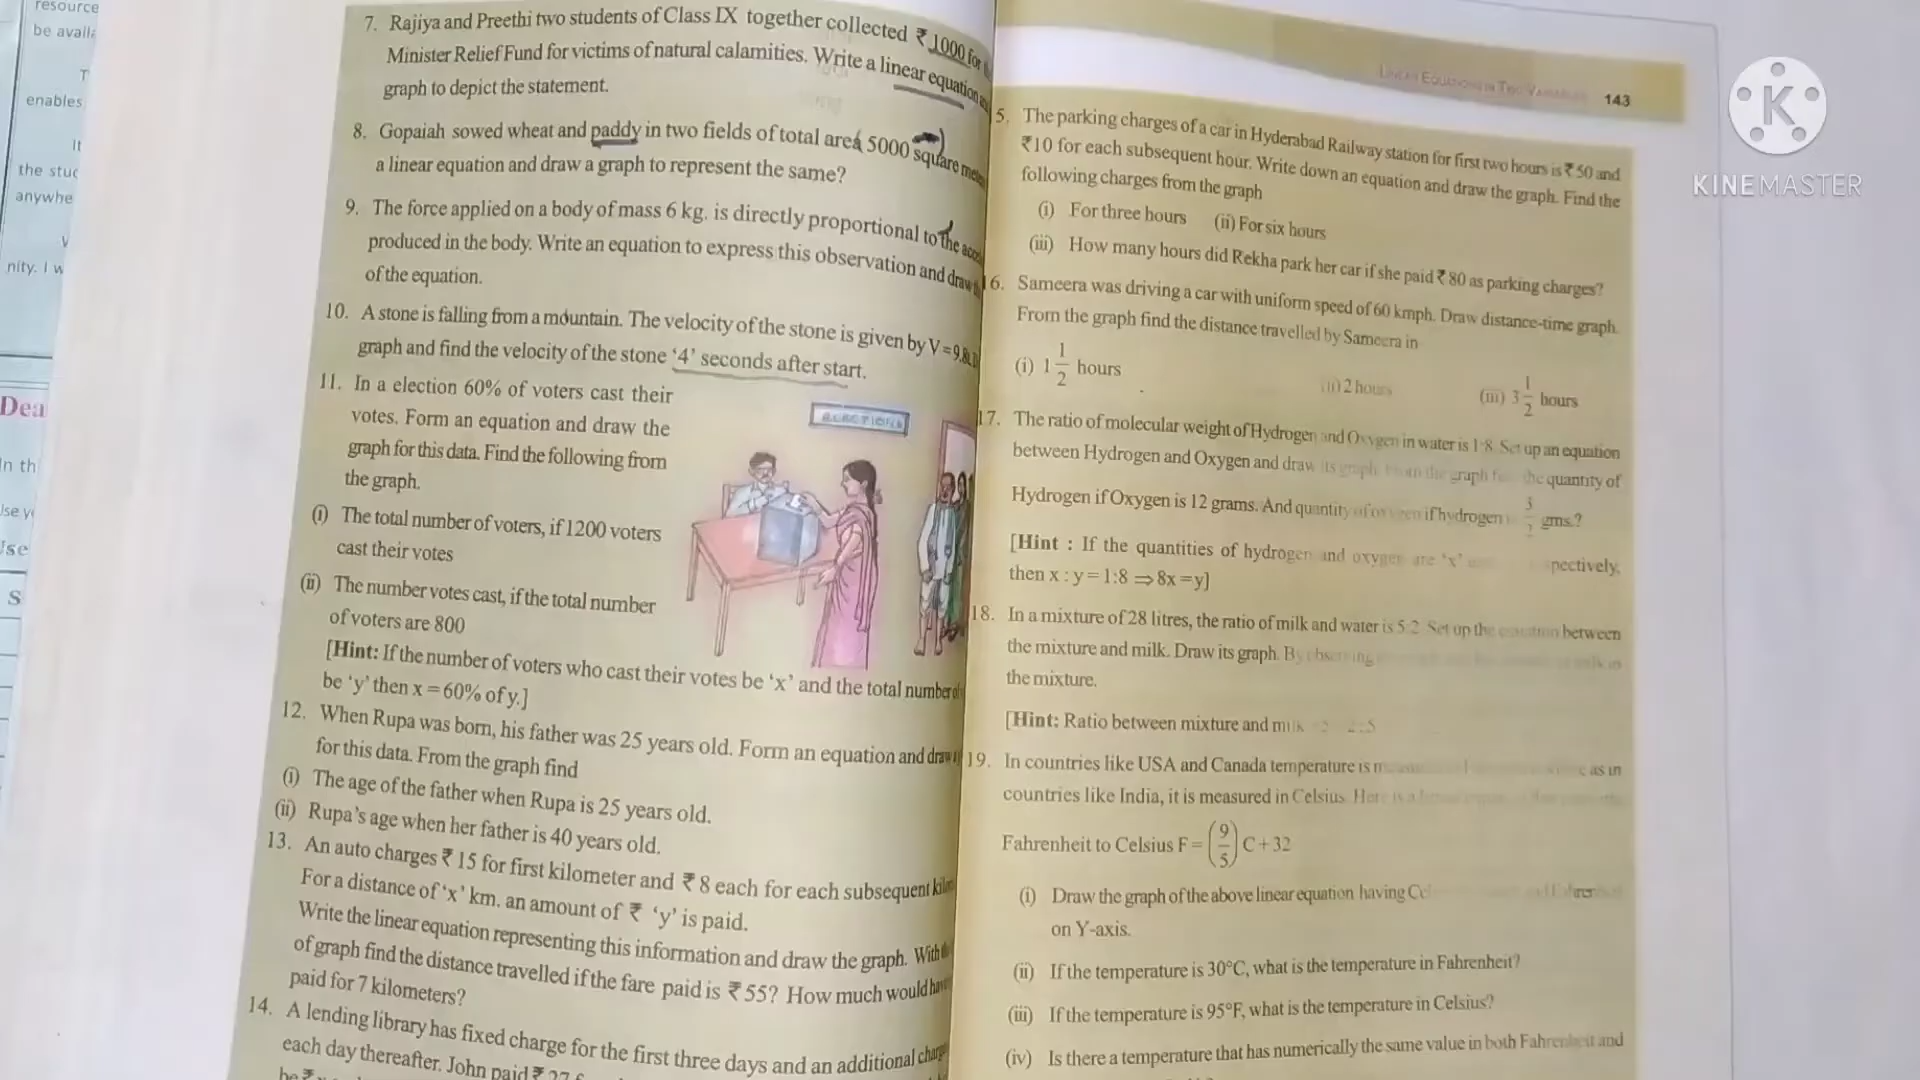 resource
be avail
T
enables
It
the stu
anywhe
nity. I w
Dea
In th
Use y
Use
S
7. Rajiya and Preethi two students of Class IX together collected ₹ 1000 for
Minister Relief Fund for victims of natural calamities. Write a linear equation
graph to depict the statement.
8. Gopaiah sowed wheat and paddy in two fields of total area 5000 square
a linear equation and draw a graph to represent the same?
9. The force applied on a body of mass 6 kg. is directly proportional to the
produced in the body. Write an equation to express this observation and draw
of the equation.
10. A stone is falling from a mountain. The velocity of the stone is given by V = 9.8t.
graph and find the velocity of the stone '4' seconds after start.
11. In a election 60% of voters cast their
votes. Form an equation and draw the
graph for this data. Find the following from
the graph.
(i) The total number of voters, if 1200 voters
cast their votes
(ii) The number votes cast, if the total number
of voters are 800
[Hint: If the number of voters who cast their votes be 'x' and the total number
be 'y' then x = 60% of y.]
ELECTIONS
12. When Rupa was born, his father was 25 years old. Form an equation and draw
for this data. From the graph find
(i) The age of the father when Rupa is 25 years old.
(ii) Rupa's age when her father is 40 years old.
13. An auto charges ₹ 15 for first kilometer and ₹ 8 each for each subsequent
For a distance of 'x' km. an amount of ₹ 'y' is paid.
Write the linear equation representing this information and draw the graph. With
of graph find the distance travelled if the fare paid is ₹ 55? How much would
paid for 7 kilometers?
14. A lending library has fixed charge for the first three days and an additional
each day thereafter. John paid ₹ 27
be ₹
LINEAR EQUATIONS IN TWO VARIABLES 143
5. The parking charges of a car in Hyderabad Railway station for first two hours is ₹ 50 and
₹ 10 for each subsequent hour. Write down an equation and draw the graph. Find the
following charges from the graph
(i) For three hours (ii) For six hours
(iii) How many hours did Rekha park her car if she paid ₹ 80 as parking charges?
16. Sameera was driving a car with uniform speed of 60 kmph. Draw distance-time graph.
From the graph find the distance travelled by Sameera in
(i) 1 1/2 hours (ii) 2 hours (iii) 3 1/2 hours
17. The ratio of molecular weight of Hydrogen and Oxygen in water is 1:8. Set up an equation
between Hydrogen and Oxygen and draw its graph. From the graph the quantity of
Hydrogen if Oxygen is 12 grams. And quantity of oxygen if hydrogen gms.?
[Hint : If the quantities of hydrogen and oxygen are 'x' respectively,
then x : y = 1:8 ⇒ 8x = y]
18. In a mixture of 28 litres, the ratio of milk and water is 5:2. Set up the equation between
the mixture and milk. Draw its graph. By observing milk in
the mixture.
[Hint: Ratio between mixture and milk
19. In countries like USA and Canada temperature is as in
countries like India, it is measured in Celsius. Here is a
Fahrenheit to Celsius F = (9/5) C + 32
(i) Draw the graph of the above linear equation having
on Y-axis.
(ii) If the temperature is 30°C, what is the temperature in Fahrenheit?
(iii) If the temperature is 95°F, what is the temperature in Celsius?
(iv) Is there a temperature that has numerically the same value in both Fahrenheit and
K
KINEMASTER